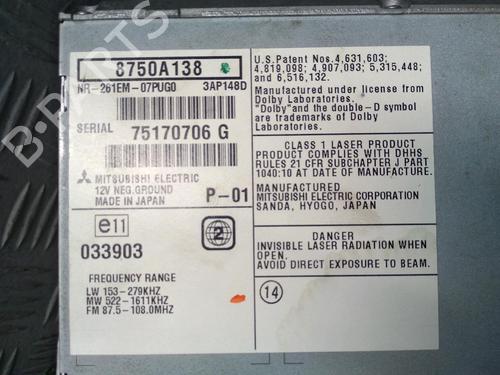 8750A138
NR-261EM-07PUG0 3AP148D
SERIAL 75170706 G
MITSUBISHI ELECTRIC
12V NEG.GROUND
MADE IN JAPAN
P-01
e11
2
033903
FREQUENCY RANGE
LW 153-279KHZ
MW 522-1611KHZ
FM 87.5-108.0MHZ
U.S.Patent Nos.4,631,603;
4,819,098; 4,907,093; 5,315,448;
and 6,516,132.
Manufactured under license from
Dolby Laboratories.
"Dolby" and the double-D symbol
are trademarks of Dolby
Laboratories.
CLASS 1 LASER PRODUCT
PRODUCT COMPLIES WITH DHHS
RULES 21 CFR SUBCHAPTER J PART
1040:10 AT DATE OF MANUFACTURE.
MANUFACTURED
MITSUBISHI ELECTRIC CORPORATION
SANDA, HYOGO, JAPAN
DANGER
INVISIBLE LASER RADIATION WHEN
OPEN.
AVOID DIRECT EXPOSURE TO BEAM.
14